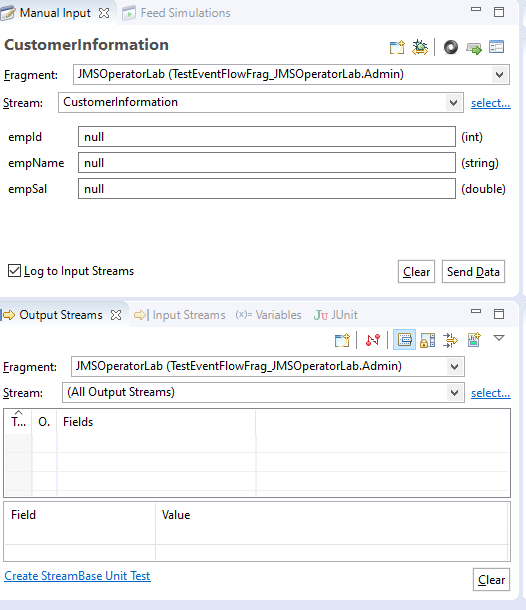 Manual Input Feed Simulations
CustomerInformation
Fragment: JMSOperatorLab (TestEventFlowFrag_JMSOperatorLab.Admin)
Stream: CustomerInformation select...
empId null (int)
empName null (string)
empSal null (double)
Log to Input Streams Clear Send Data
Output Streams Input Streams (x)= Variables JU JUnit
Fragment: JMSOperatorLab (TestEventFlowFrag_JMSOperatorLab.Admin)
Stream: (All Output Streams) select...
T... O. Fields
Field Value
Create StreamBase Unit Test Clear